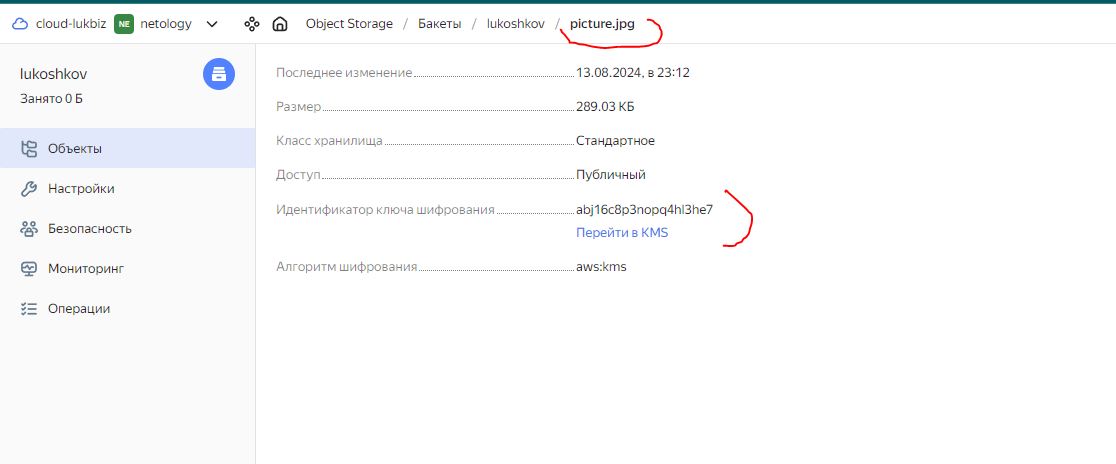 cloud-lukbiz NE netology Object Storage / Бакеты / lukoshkov / picture.jpg
lukoshkov
Занято 0 Б
Объекты
Настройки
Безопасность
Мониторинг
Операции
Последнее изменение 13.08.2024, в 23:12
Размер 289.03 КБ
Класс хранилища Стандартное
Доступ Публичный
Идентификатор ключа шифрования abj16c8p3nopq4hl3he7
Перейти в KMS
Алгоритм шифрования aws:kms